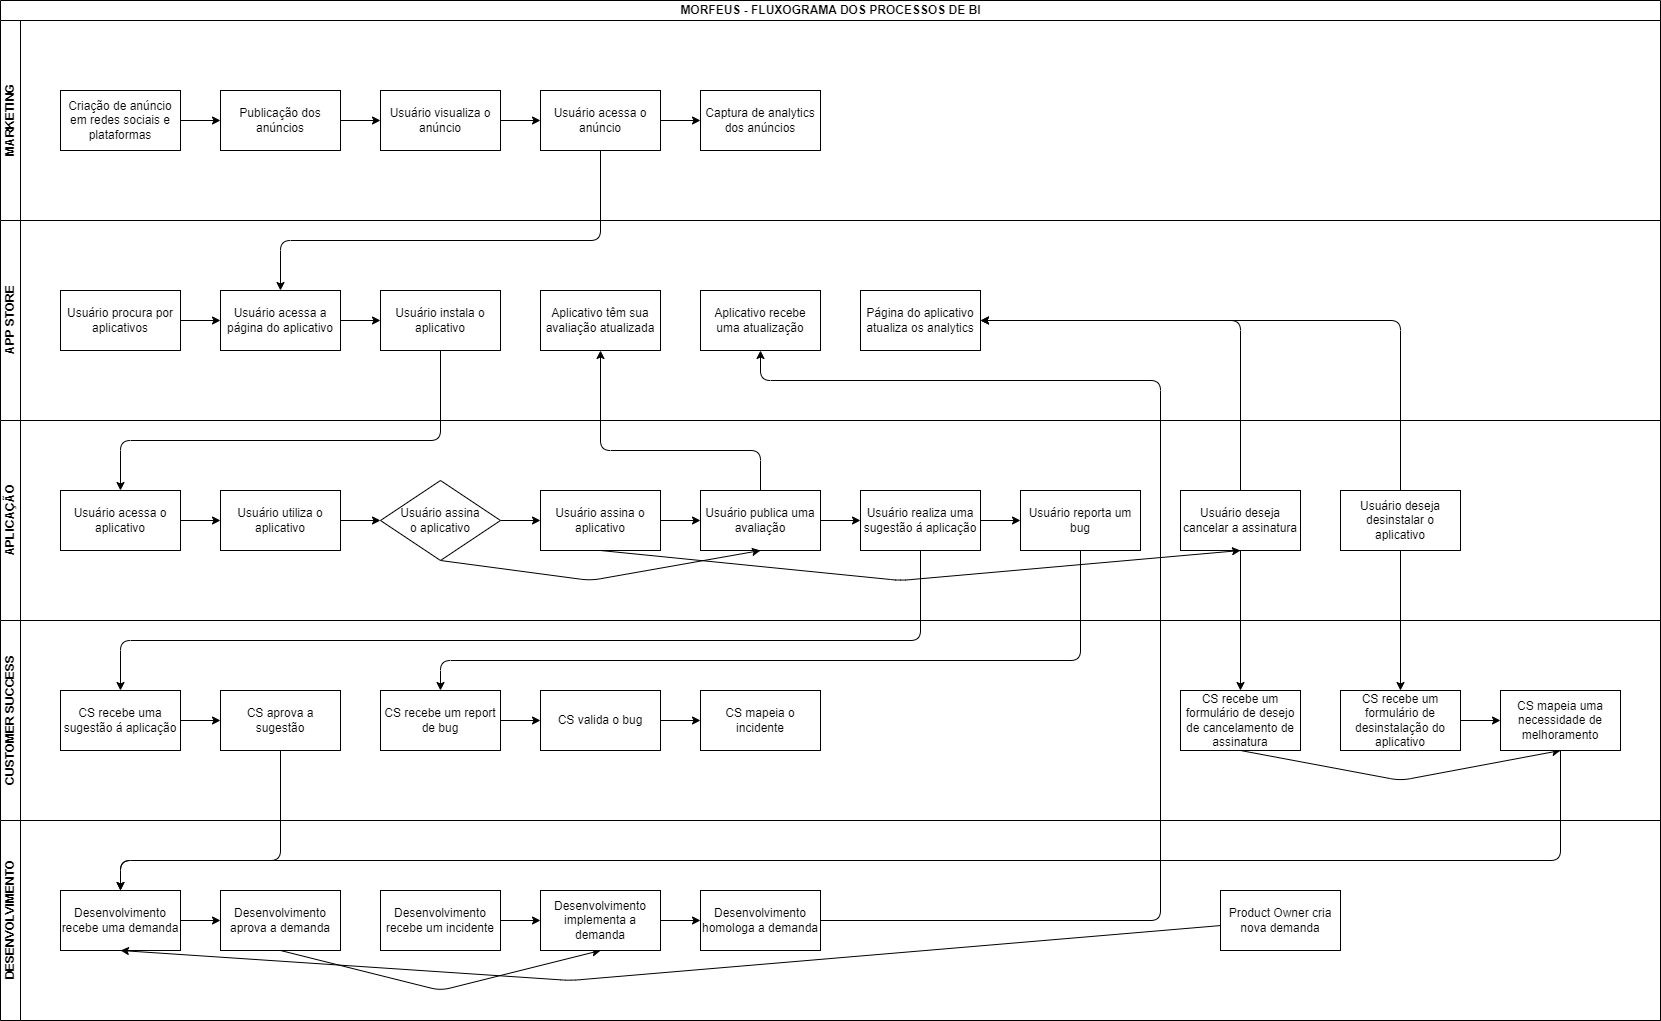 MORFEUS - FLUXOGRAMA DOS PROCESSOS DE BI
MARKETING
Criação de anúncio
em redes sociais e
plataformas
Publicação dos
anúncios
Usuário visualiza o
anúncio
Usuário acessa o
anúncio
Captura de analytics
dos anúncios
APP STORE
Usuário procura por
aplicativos
Usuário acessa a
página do aplicativo
Usuário instala o
aplicativo
Aplicativo têm sua
avaliação atualizada
Aplicativo recebe
uma atualização
Página do aplicativo
atualiza os analytics
APLICAÇÃO
Usuário acessa o
aplicativo
Usuário utiliza o
aplicativo
Usuário assina
o aplicativo
Usuário assina o
aplicativo
Usuário publica uma
avaliação
Usuário realiza uma
sugestão á aplicação
Usuário reporta um
bug
Usuário deseja
cancelar a assinatura
Usuário deseja
desinstalar o
aplicativo
CUSTOMER SUCCESS
CS recebe uma
sugestão á aplicação
CS aprova a
sugestão
CS recebe um report
de bug
CS valida o bug
CS mapeia o
incidente
CS recebe um
formulário de desejo
de cancelamento de
assinatura
CS recebe um
formulário de
desinstalação do
aplicativo
CS mapeia uma
necessidade de
melhoramento
DESENVOLVIMENTO
Desenvolvimento
recebe uma demanda
Desenvolvimento
aprova a demanda
Desenvolvimento
recebe um incidente
Desenvolvimento
implementa a
demanda
Desenvolvimento
homologa a demanda
Product Owner cria
nova demanda